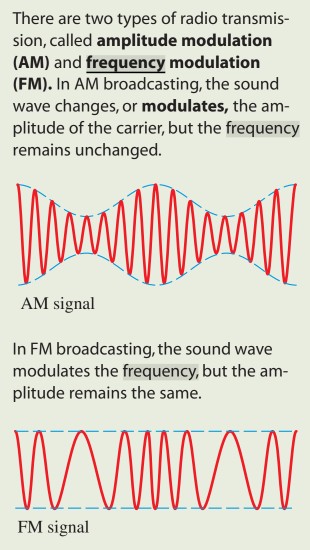 There are two types of radio transmis-
sion, called amplitude modulation
(AM) and frequency modulation
(FM). In AM broadcasting, the sound
wave changes, or modulates, the am-
plitude of the carrier, but the frequency
remains unchanged.
AM signal
In FM broadcasting, the sound wave
modulates the frequency, but the am-
plitude remains the same.
FM signal